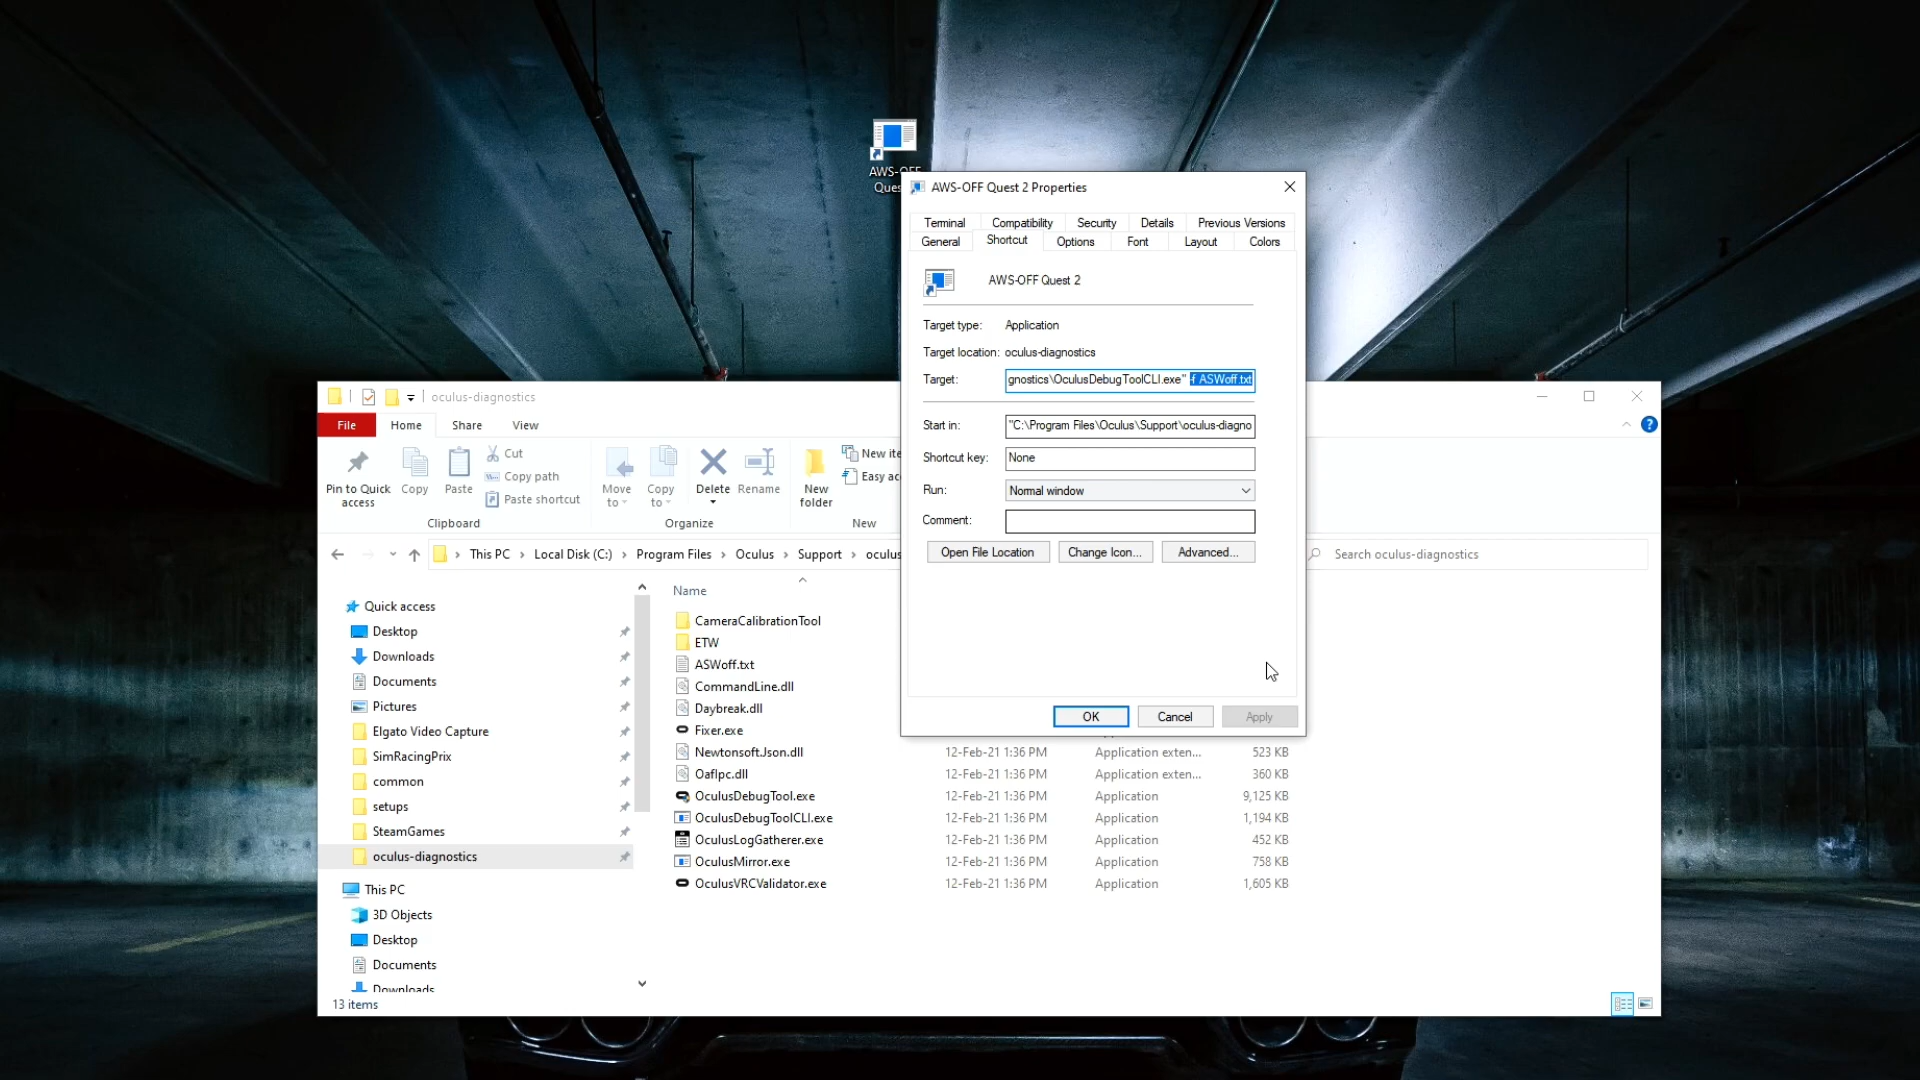 AWS-OFF
Ques
AWS-OFF Quest 2 Properties
Terminal Compatibility Security Details Previous Versions
General Shortcut Options Font Layout Colors
AWS-OFF Quest 2
Target type: Application
Target location: oculus-diagnostics
Target: gnostics\OculusDebugToolCLI.exe" -f ASWoff.txt
Start in: "C:\Program Files\Oculus\Support\oculus-diagno
Shortcut key: None
Run: Normal window
Comment:
Open File Location Change Icon... Advanced...
OK Cancel Apply
oculus-diagnostics
File Home Share View
Pin to Quick access
Copy
Paste
Cut
Copy path
Paste shortcut
Clipboard
Move to
Copy to
Delete
Rename
Organize
New folder
New ite
Easy ac
New
This PC Local Disk (C:) Program Files Oculus Support oculus
Search oculus-diagnostics
Quick access
Desktop
Downloads
Documents
Pictures
Elgato Video Capture
SimRacingPrix
common
setups
SteamGames
oculus-diagnostics
This PC
3D Objects
Desktop
Documents
Downloads
Name
CameraCalibrationTool
ETW
ASWoff.txt
CommandLine.dll
Daybreak.dll
Fixer.exe
Newtonsoft.Json.dll 12-Feb-21 1:36 PM Application exten... 523 KB
OafIpc.dll 12-Feb-21 1:36 PM Application exten... 360 KB
OculusDebugTool.exe 12-Feb-21 1:36 PM Application 9,125 KB
OculusDebugToolCLI.exe 12-Feb-21 1:36 PM Application 1,194 KB
OculusLogGatherer.exe 12-Feb-21 1:36 PM Application 452 KB
OculusMirror.exe 12-Feb-21 1:36 PM Application 758 KB
OculusVRCValidator.exe 12-Feb-21 1:36 PM Application 1,605 KB
13 items